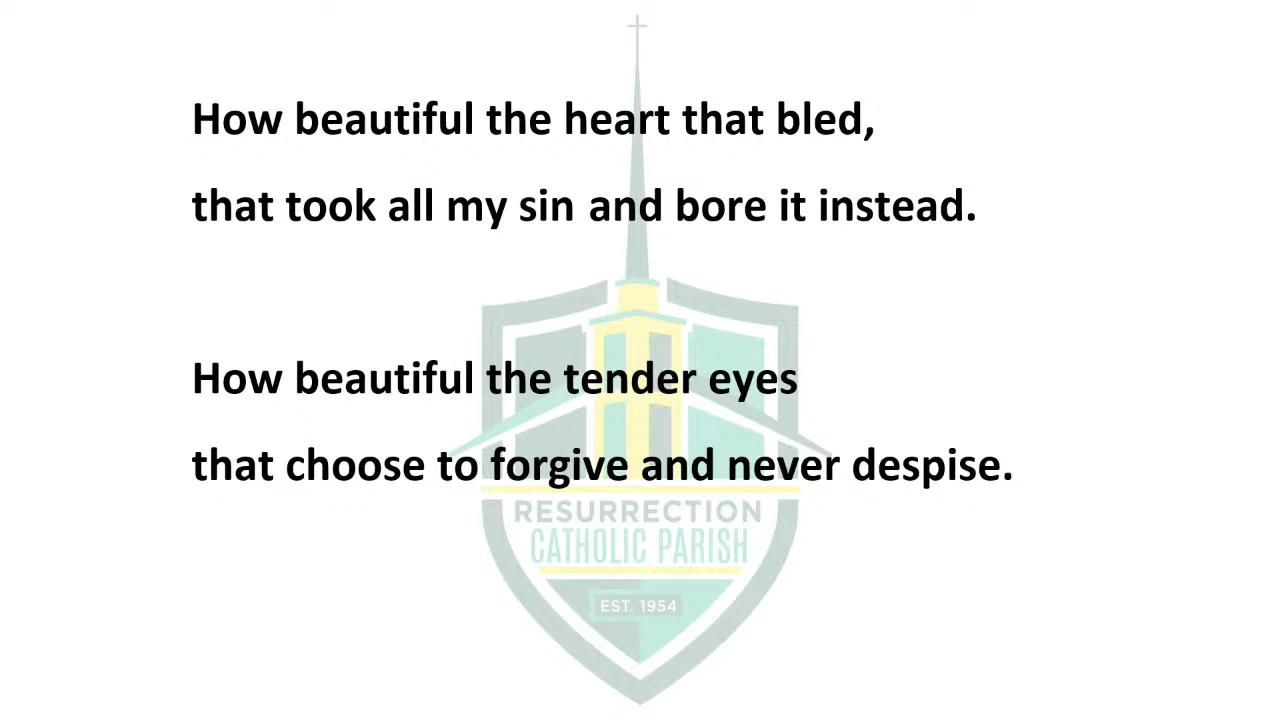 How beautiful the heart that bled,
that took all my sin and bore it instead.
How beautiful the tender eyes
that choose to forgive and never despise.
RESURRECTION
CATHOLIC PARISH
EST. 1954